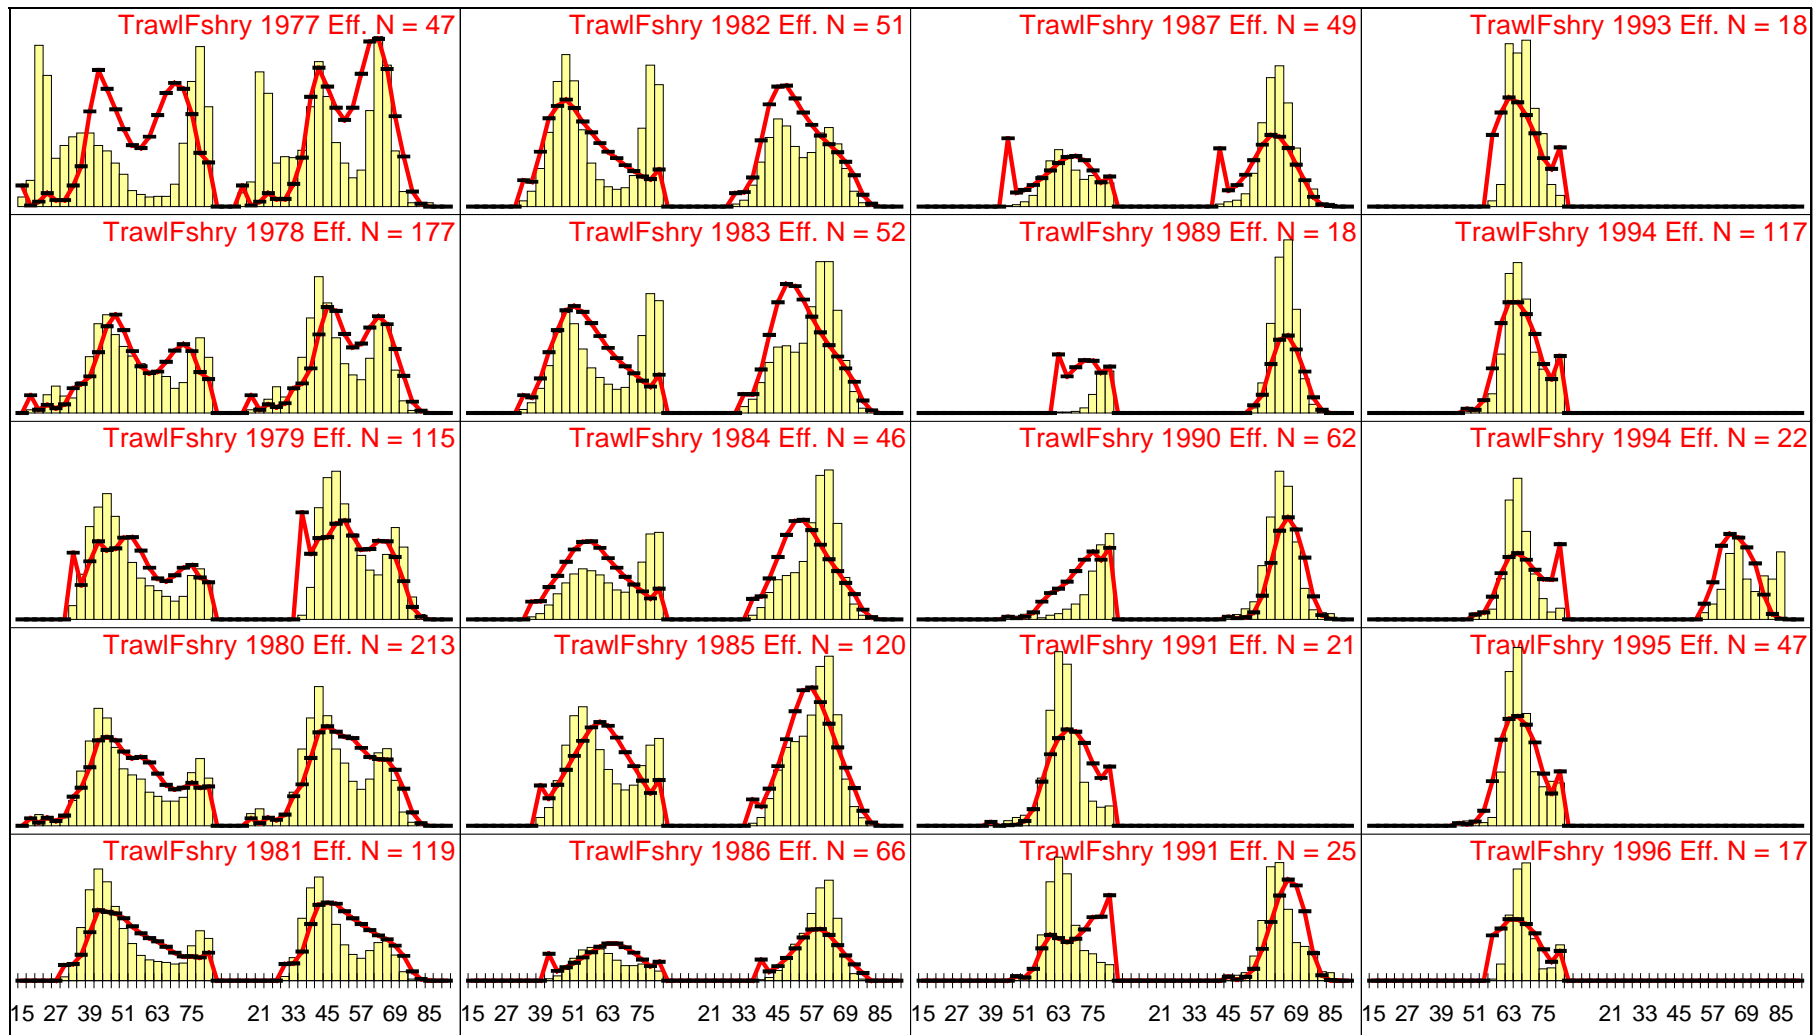 TrawlFshry 1977 Eff. N = 47
TrawlFshry 1982 Eff. N = 51
TrawlFshry 1987 Eff. N = 49
TrawlFshry 1993 Eff. N = 18
TrawlFshry 1978 Eff. N = 177
TrawlFshry 1983 Eff. N = 52
TrawlFshry 1989 Eff. N = 18
TrawlFshry 1994 Eff. N = 117
TrawlFshry 1979 Eff. N = 115
TrawlFshry 1984 Eff. N = 46
TrawlFshry 1990 Eff. N = 62
TrawlFshry 1994 Eff. N = 22
TrawlFshry 1980 Eff. N = 213
TrawlFshry 1985 Eff. N = 120
TrawlFshry 1991 Eff. N = 21
TrawlFshry 1995 Eff. N = 47
TrawlFshry 1981 Eff. N = 119
TrawlFshry 1986 Eff. N = 66
TrawlFshry 1991 Eff. N = 25
TrawlFshry 1996 Eff. N = 17
15 27 39 51 63 75 21 33 45 57 69 85
15 27 39 51 63 75 21 33 45 57 69 85
15 27 39 51 63 75 21 33 45 57 69 85
15 27 39 51 63 75 21 33 45 57 69 85